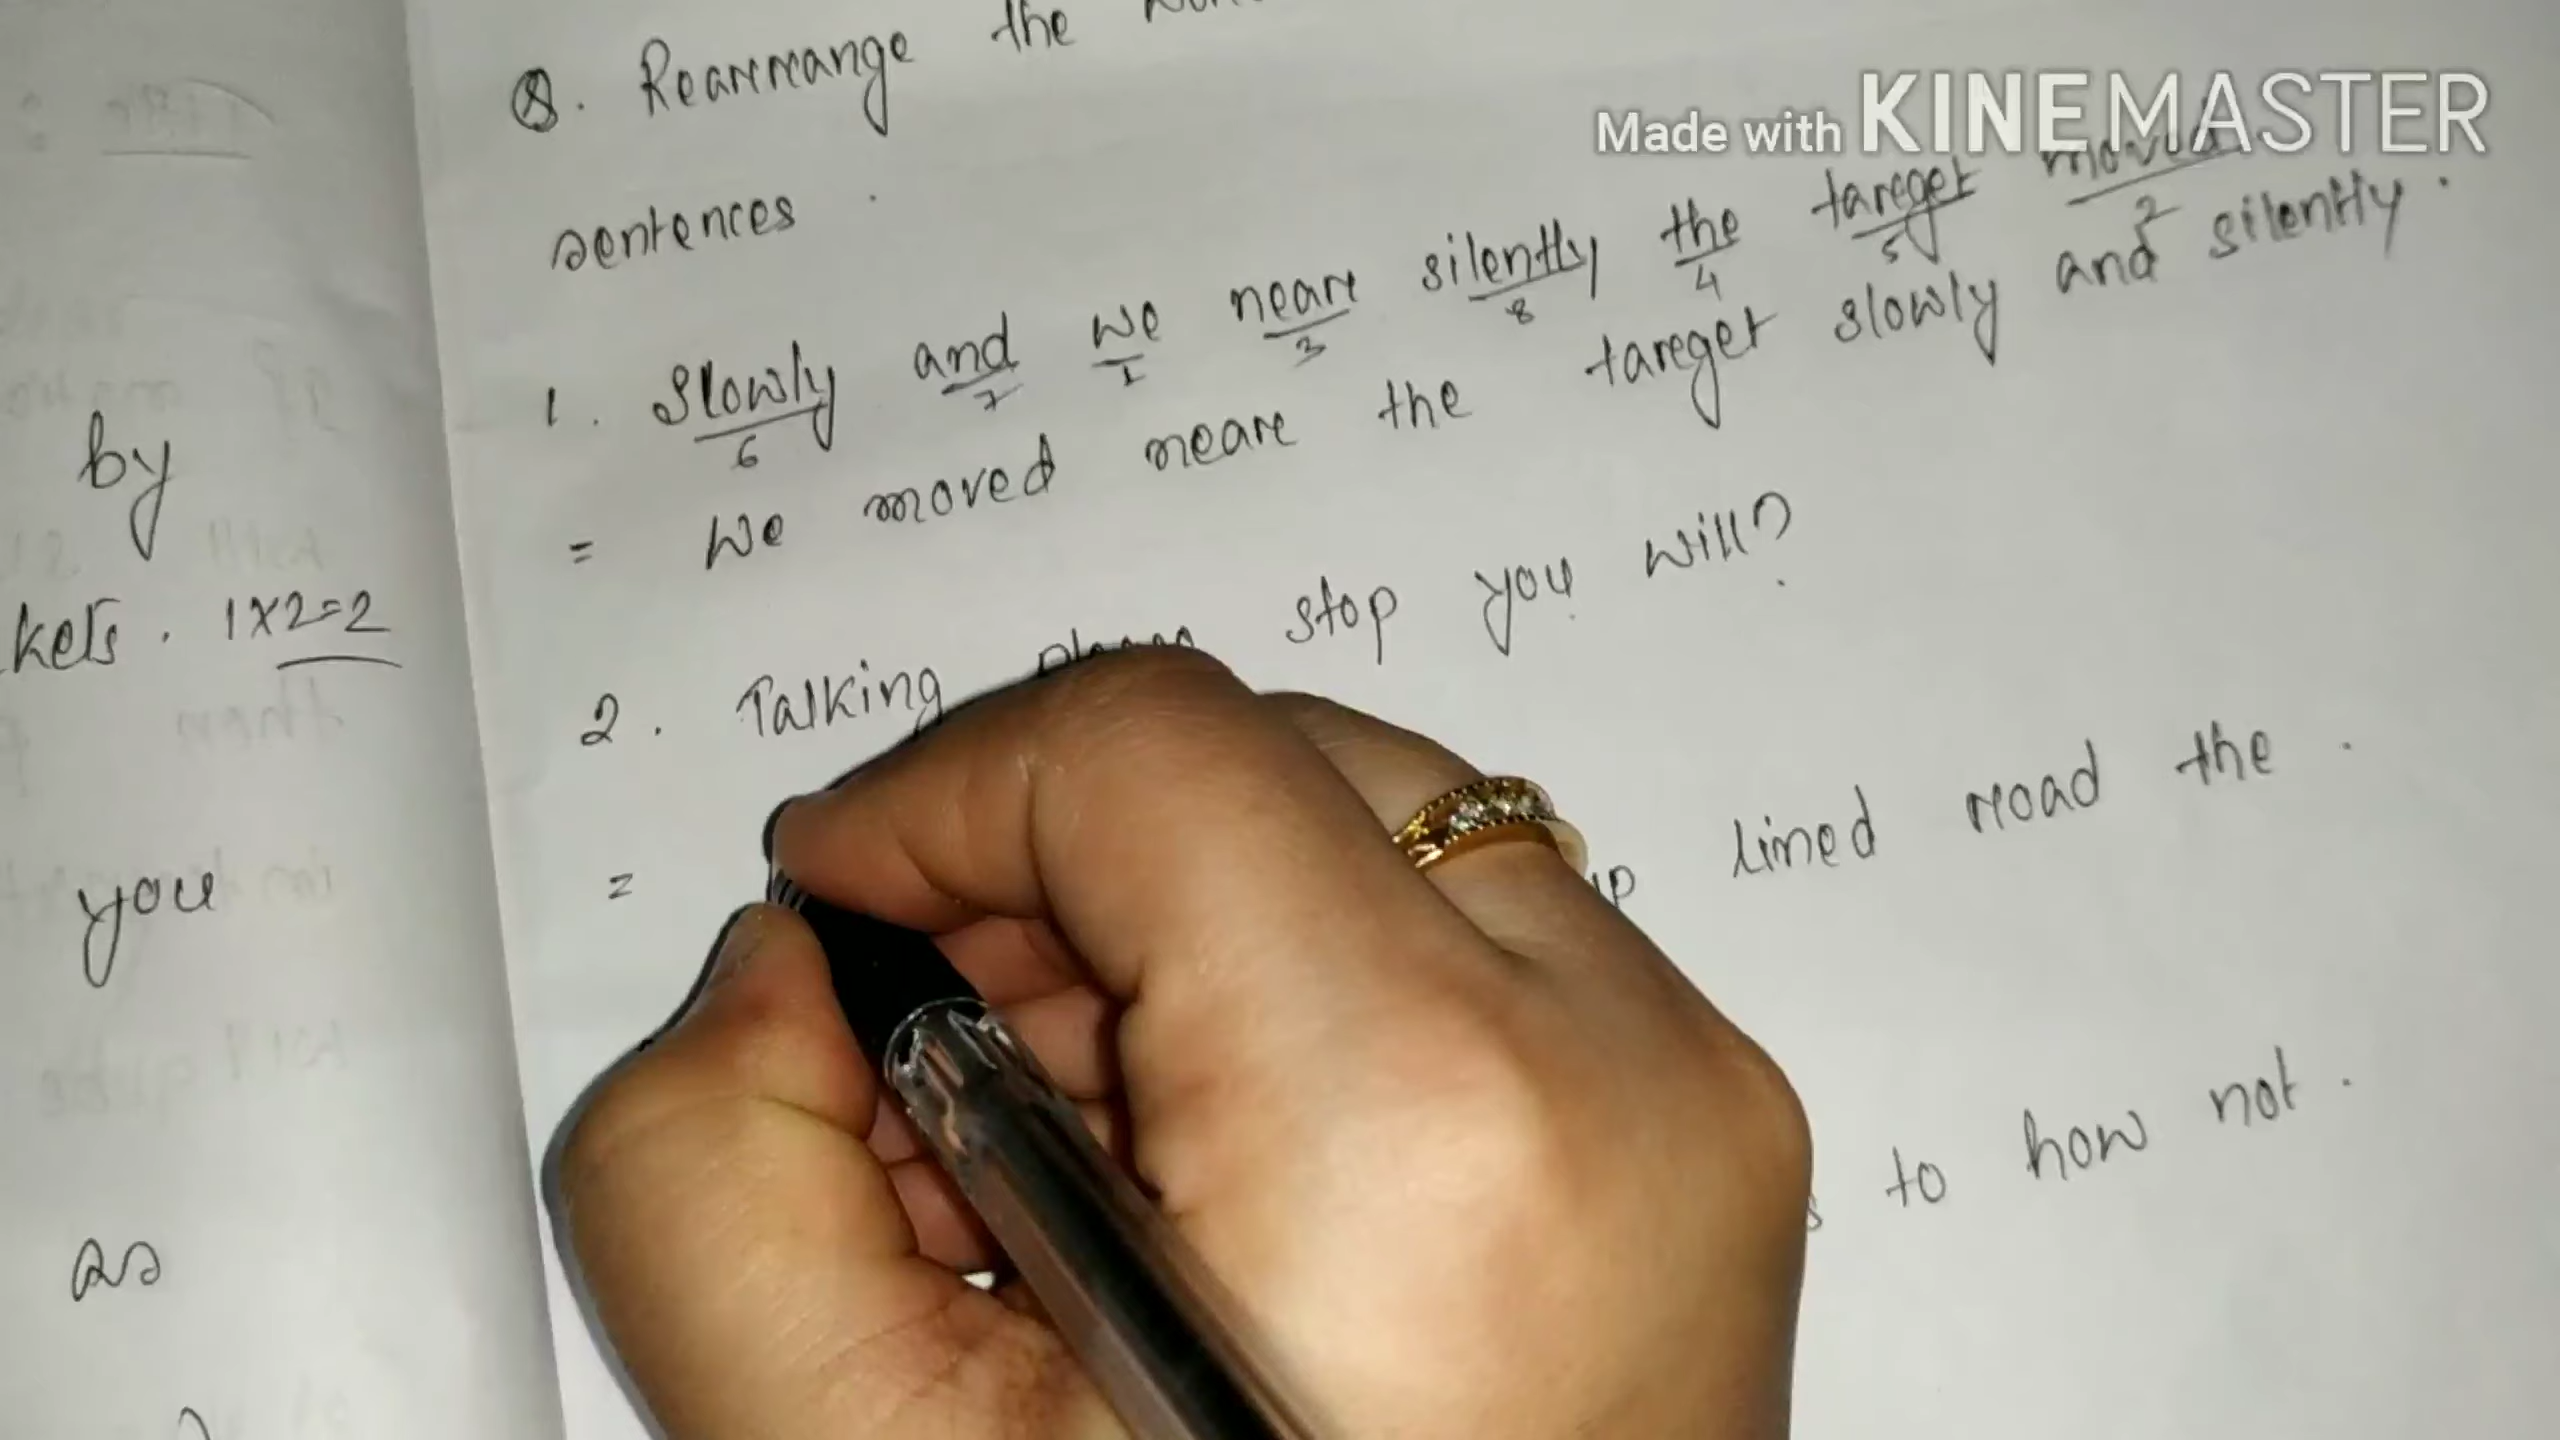 Made with KINEMASTER
Q. Rearrange the
sentences.
1. Slowly and we near silently the target moved
6 7 1 3 8 4 5 2
= We moved near the target slowly and silently.
2. Talking please stop you will?
=
lined road the.
to how not.
by
kets. 1x2=2
you
as